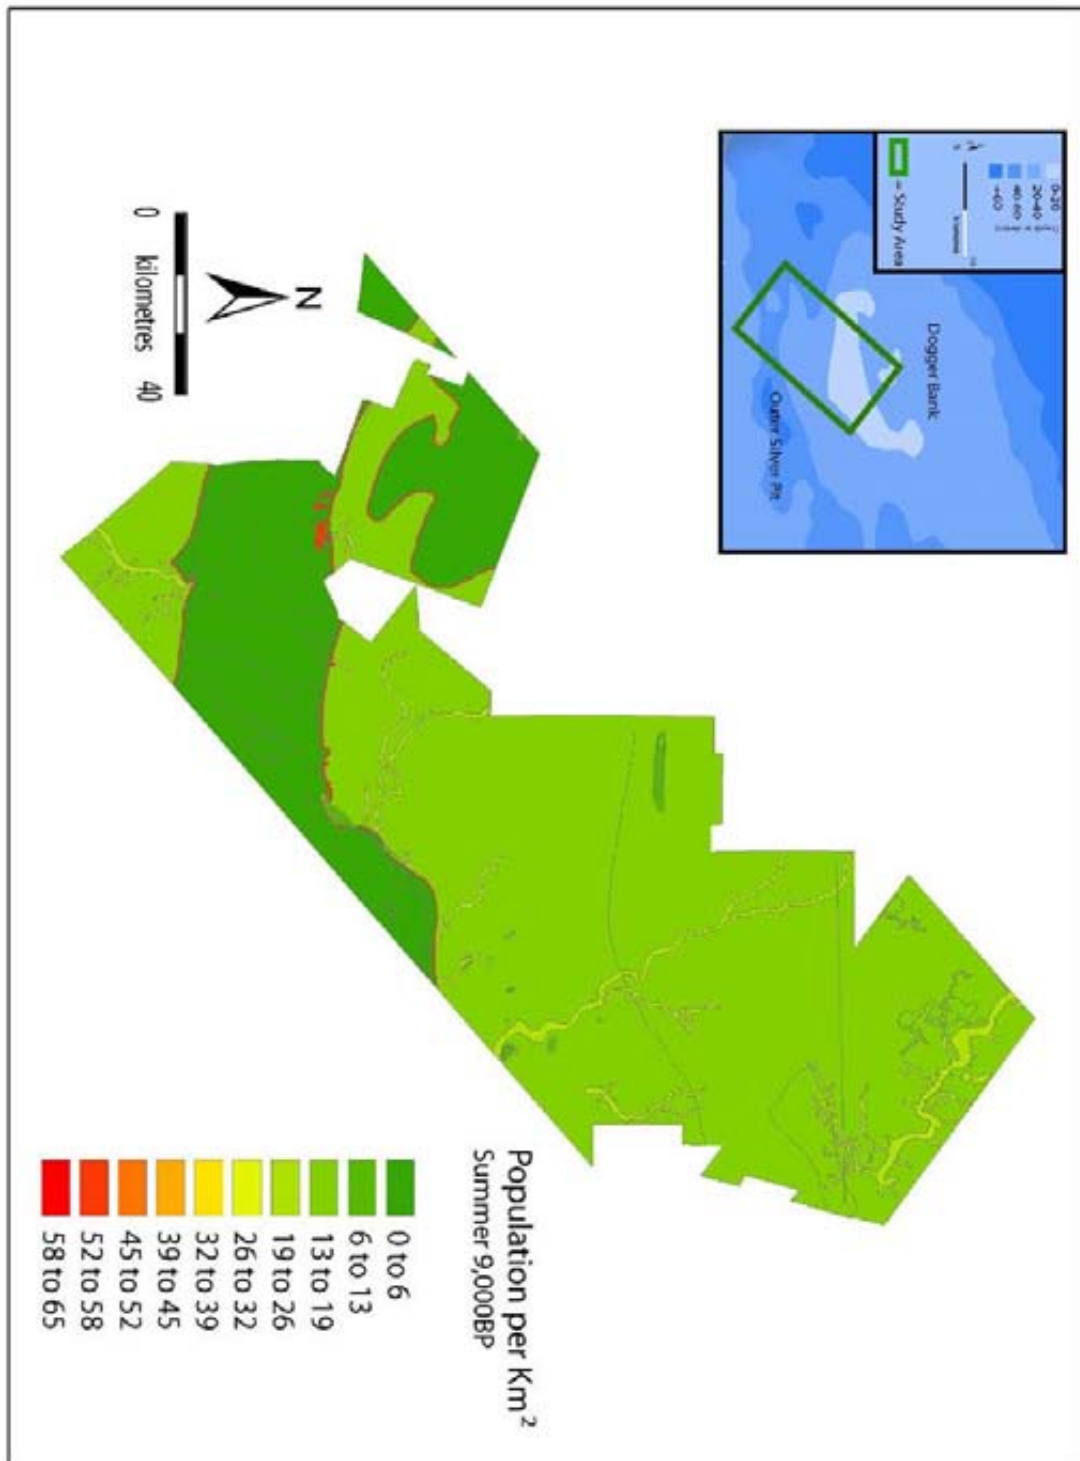 Population per Km²
Summer 9,000BP
0 to 6
6 to 13
13 to 19
19 to 26
26 to 32
32 to 39
39 to 45
45 to 52
52 to 58
58 to 65
N
0 kilometres 40
Dogger Bank
Outer Silver Pit
0-20
20-40
40-60
+60
= Study Area